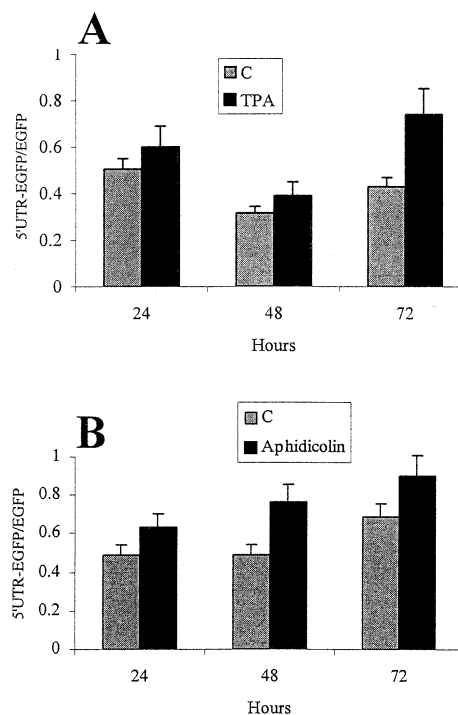 A
C
TPA
5'UTR-EGFP/EGFP
1
0.8
0.6
0.4
0.2
0
24 48 72
Hours
B
C
Aphidicolin
5'UTR-EGFP/EGFP
1
0.8
0.6
0.4
0.2
0
24 48 72
Hours